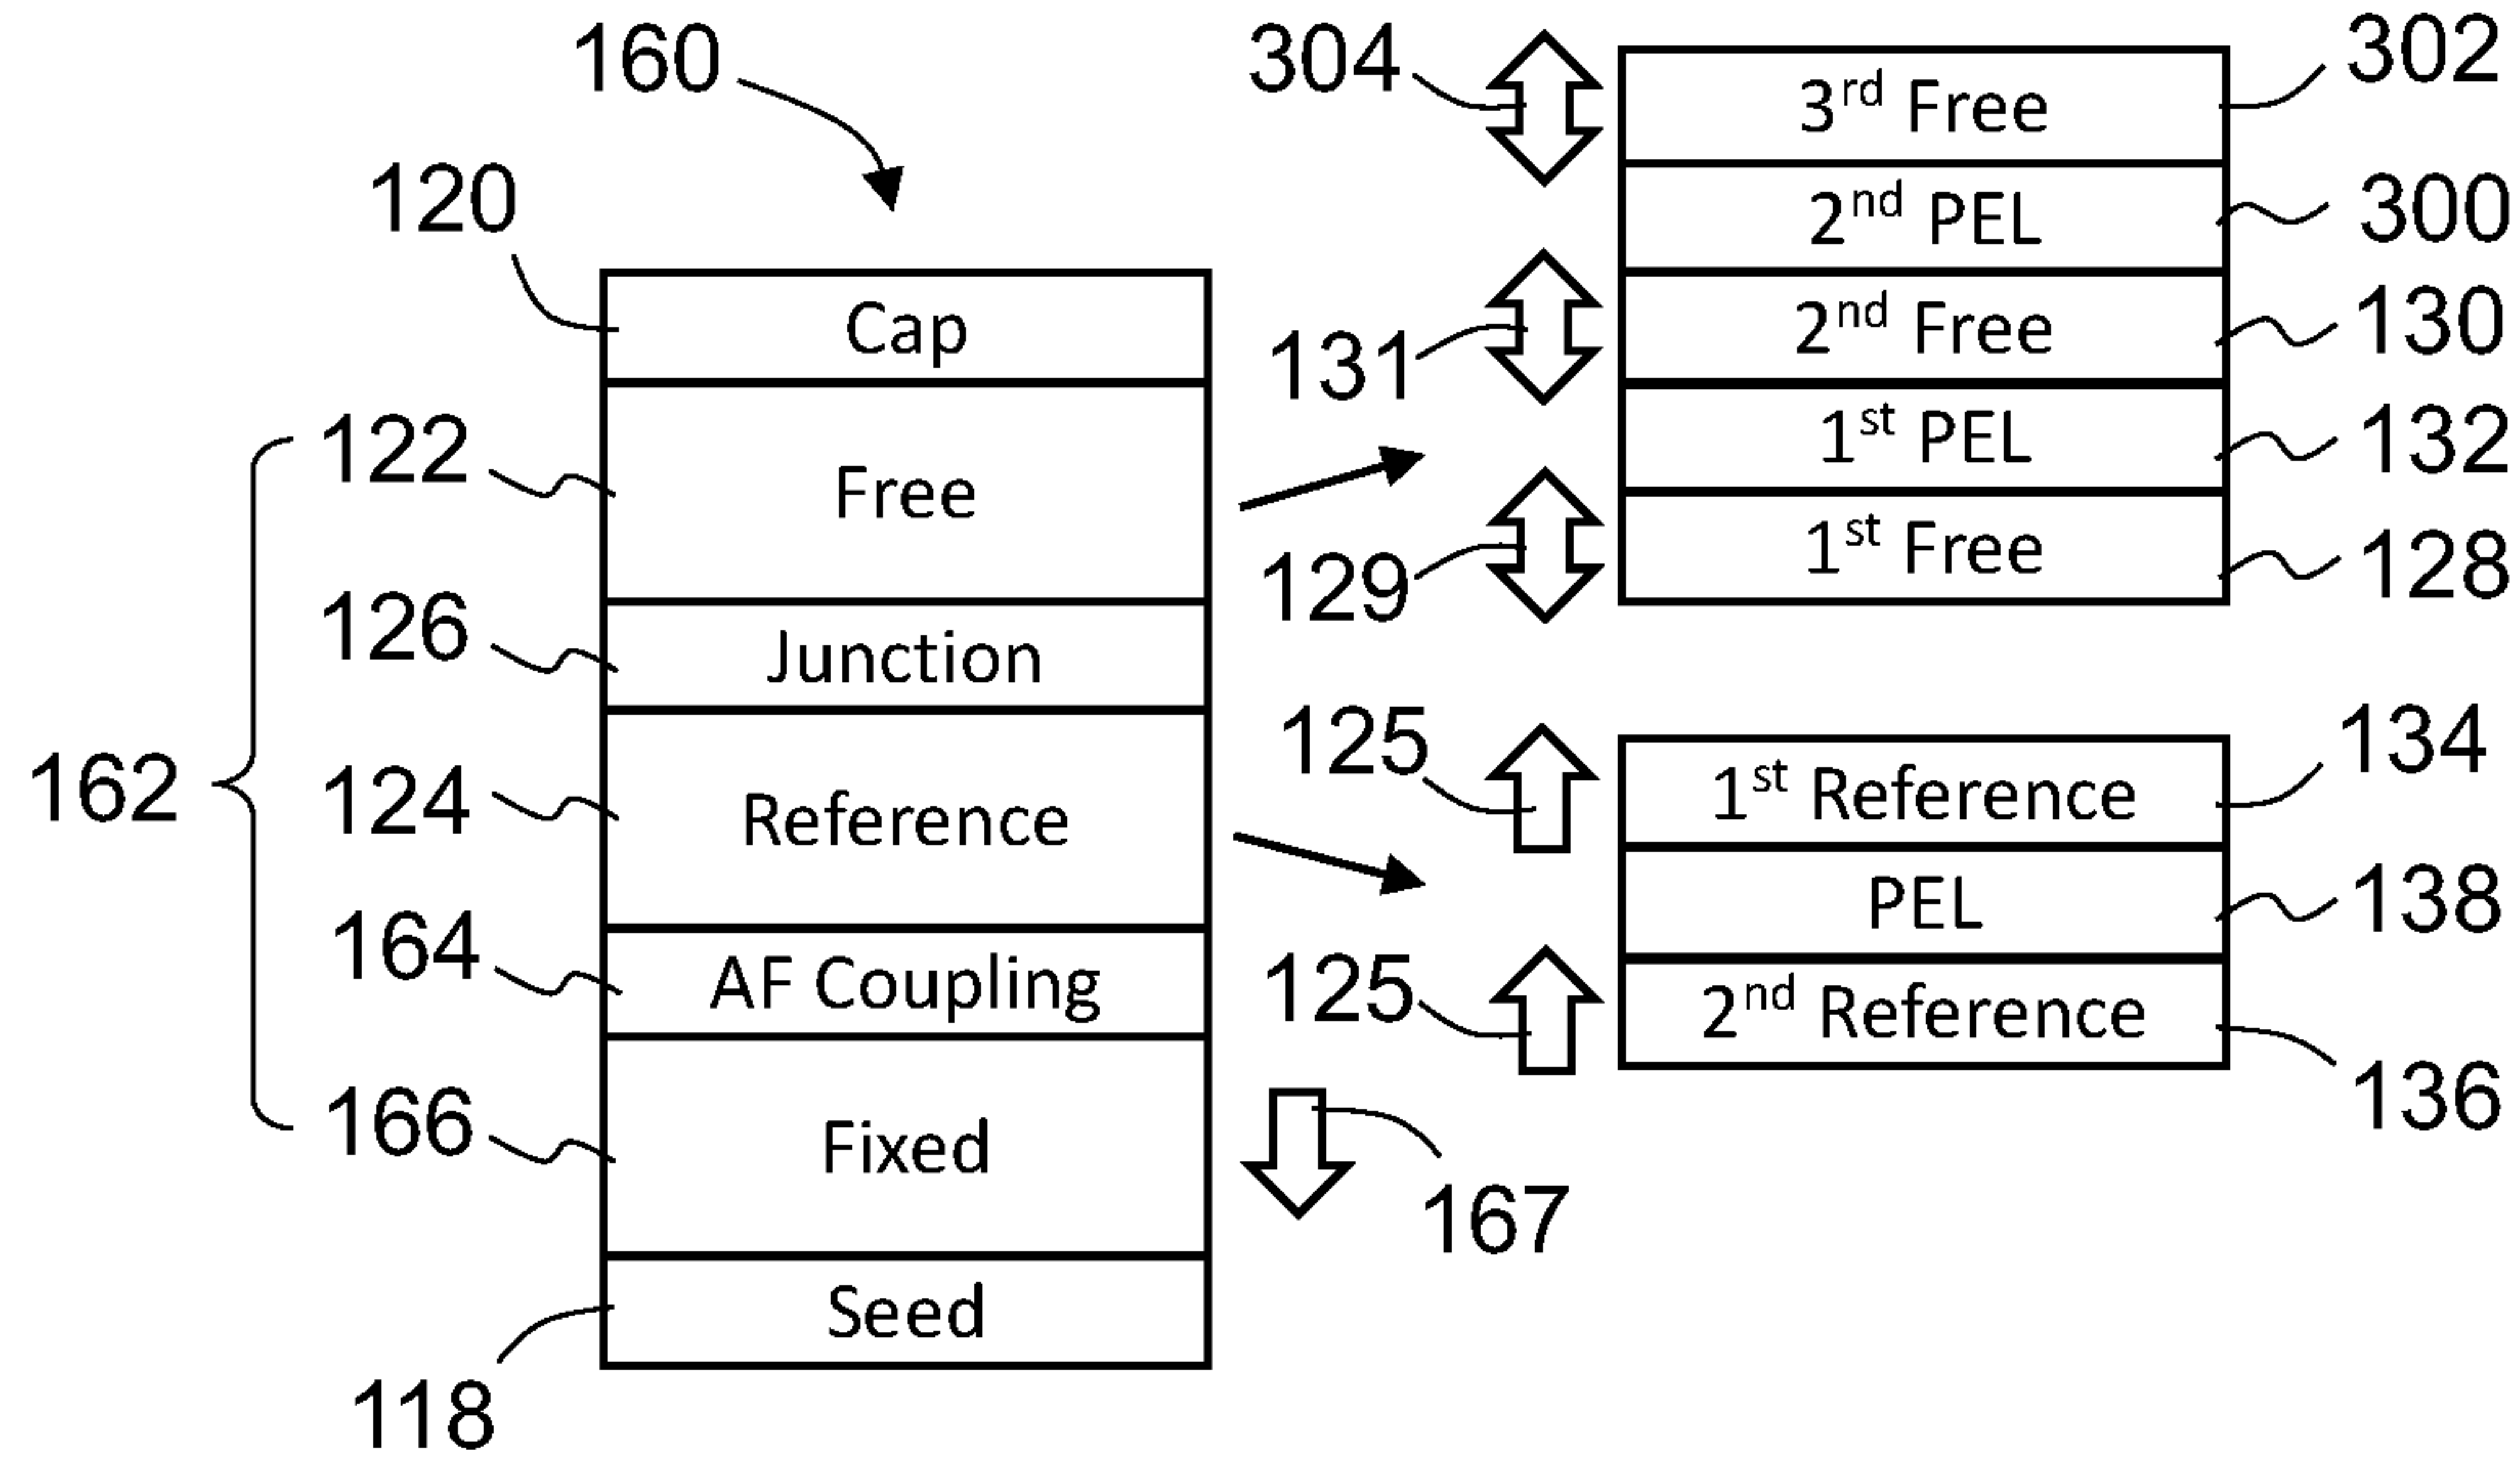 160
120
Cap
122
Free
126
Junction
162
124
Reference
164
AF Coupling
166
Fixed
167
Seed
118
304
3rd Free
302
2nd PEL
300
131
2nd Free
130
1st PEL
132
129
1st Free
128
125
1st Reference
134
PEL
138
125
2nd Reference
136